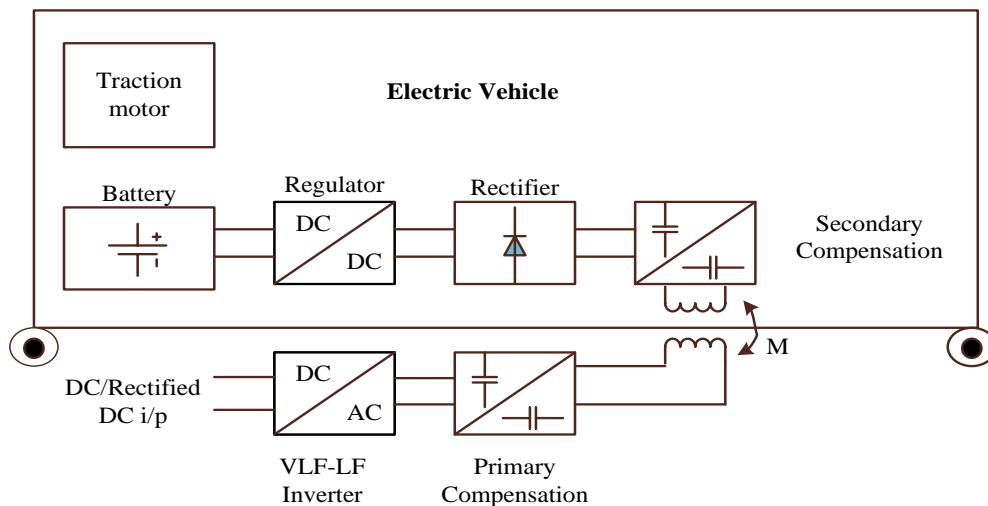 Traction
motor
Electric Vehicle
Battery
Regulator
Rectifier
DC
DC
Secondary
Compensation
M
DC/Rectified
DC i/p
DC
AC
VLF-LF
Inverter
Primary
Compensation